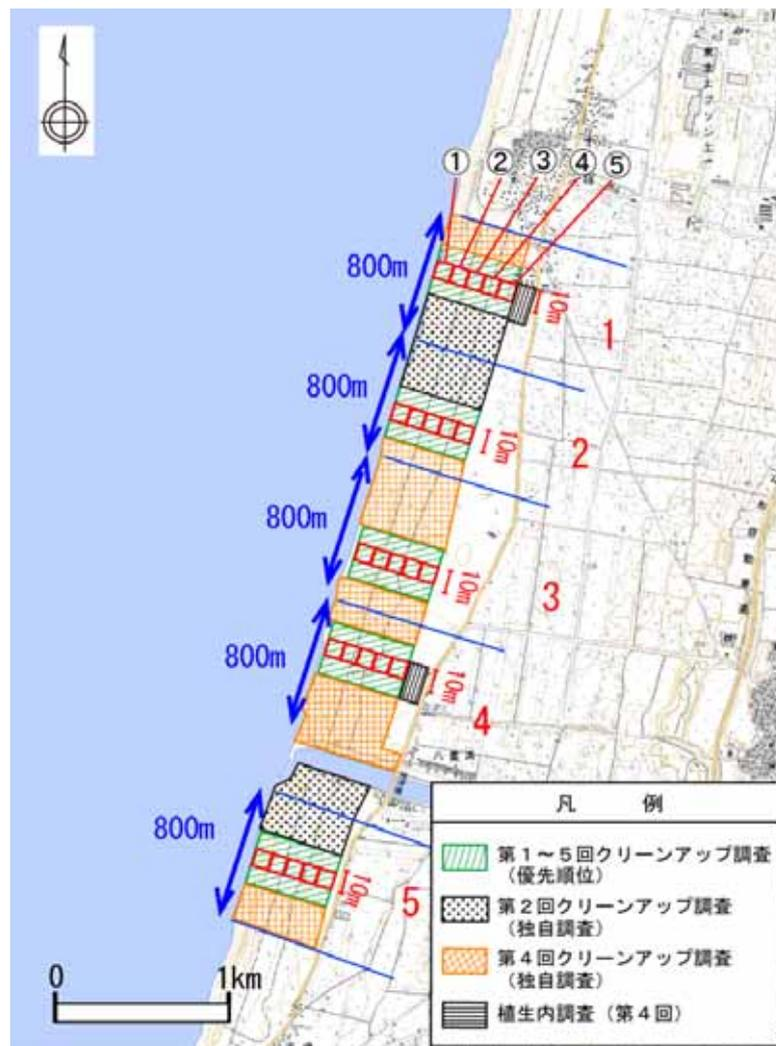 ① ② ③ ④ ⑤
800m
10m
1
800m
10m
2
800m
10m
3
800m
10m
4
800m
10m
5
0 1km
凡 例
第1～5回クリーンアップ調査
（優先順位）
第2回クリーンアップ調査
（独自調査）
第4回クリーンアップ調査
（独自調査）
植生内調査（第4回）